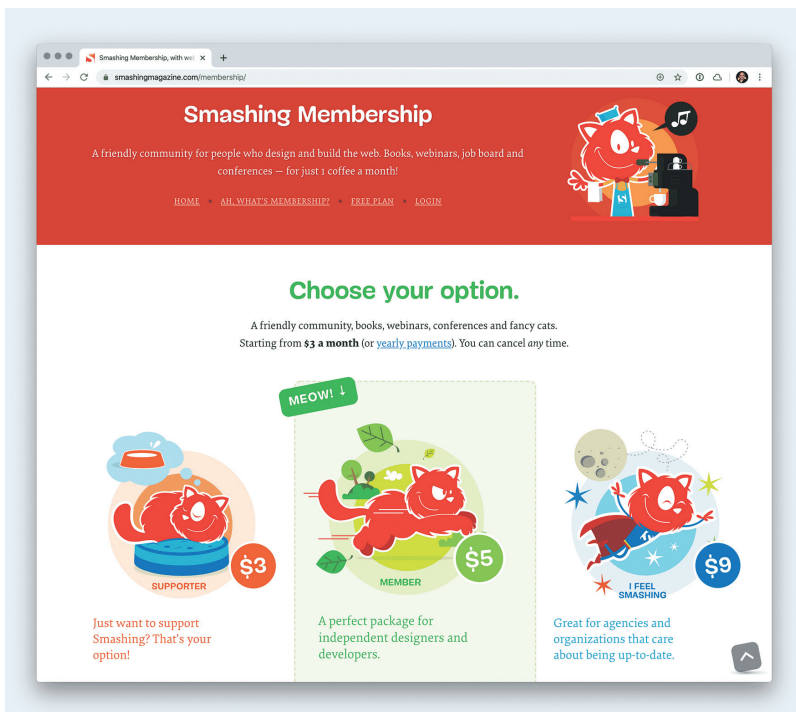 Smashing Membership, with wel
smashingmagazine.com/membership/
Smashing Membership
A friendly community for people who design and build the web. Books, webinars, job board and
conferences — for just 1 coffee a month!
HOME * AH, WHAT'S MEMBERSHIP? * FREE PLAN * LOGIN
Choose your option.
A friendly community, books, webinars, conferences and fancy cats.
Starting from $3 a month (or yearly payments). You can cancel any time.
MEOW! ↓
$3
SUPPORTER
Just want to support
Smashing? That's your
option!
$5
MEMBER
A perfect package for
independent designers and
developers.
$9
I FEEL
SMASHING
Great for agencies and
organizations that care
about being up-to-date.